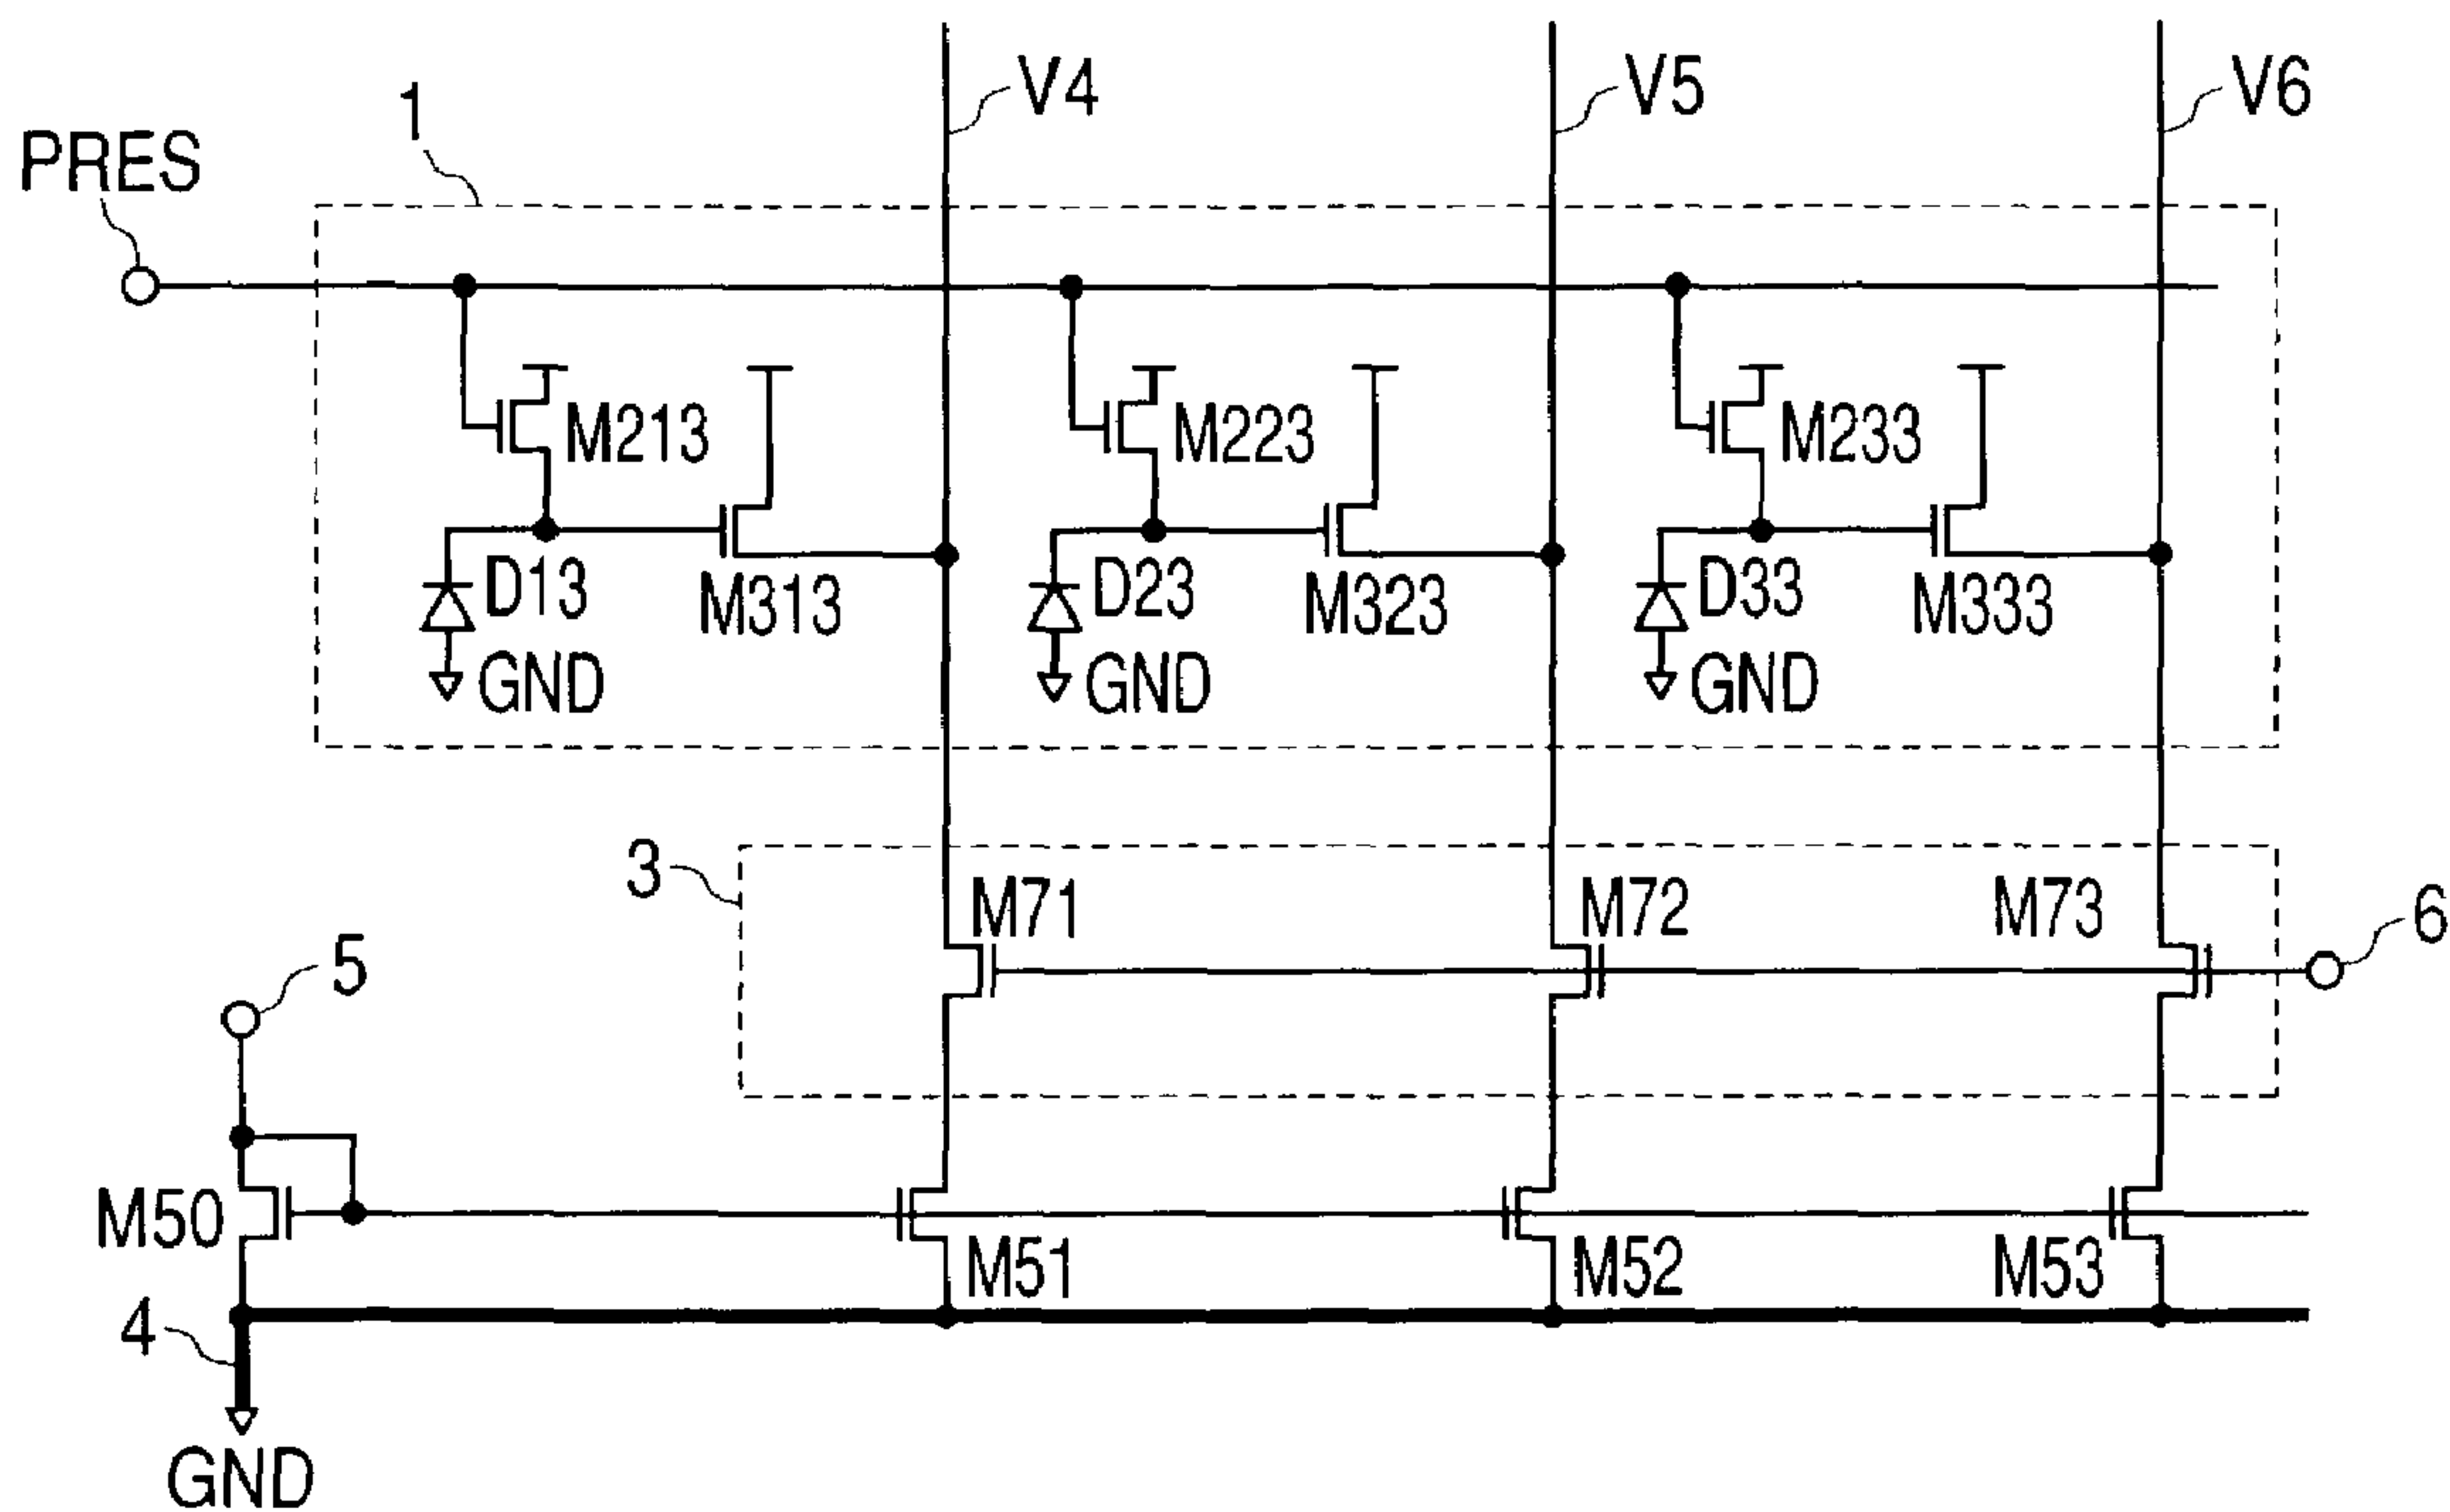 V4 V5 V6
1
PRES
M213 M223 M233
D13 M313 D23 M323 D33 M333
GND GND GND
3 M71 M72 M73 6
5
M50 M51 M52 M53
4
GND